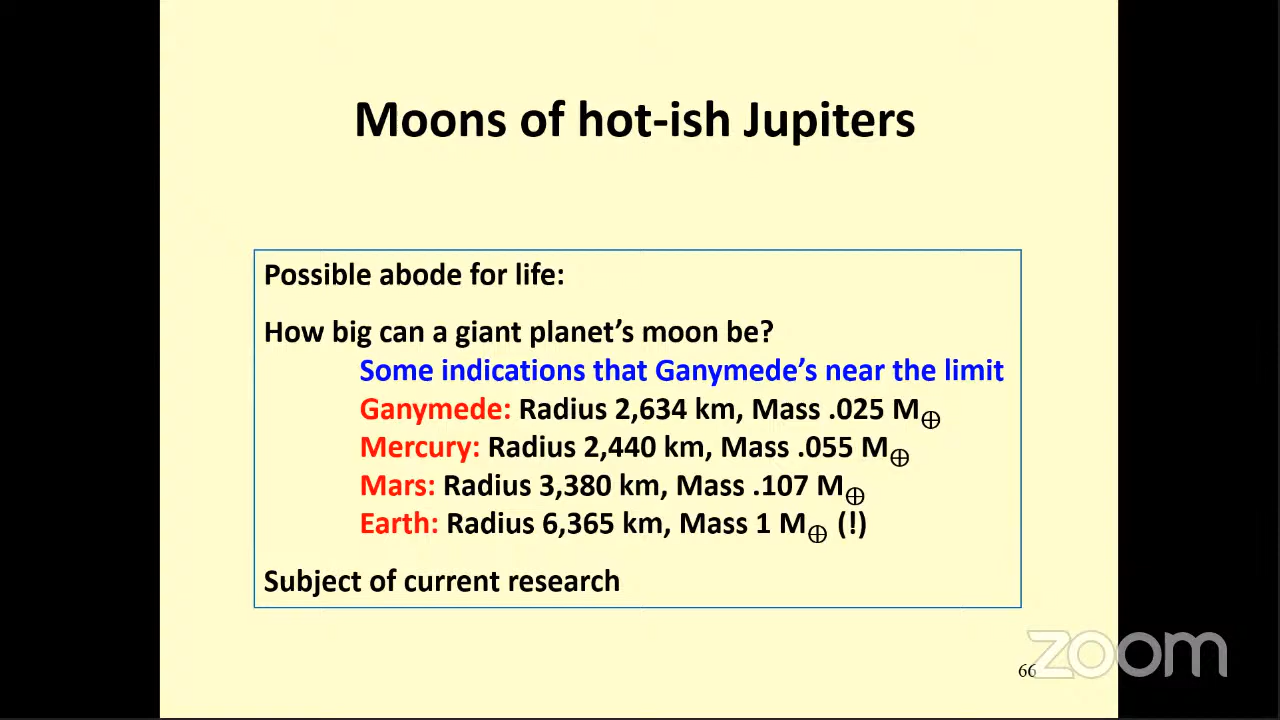 Moons of hot-ish Jupiters
Possible abode for life:
How big can a giant planet’s moon be?
Some indications that Ganymede’s near the limit
Ganymede: Radius 2,634 km, Mass .025 M⊕
Mercury: Radius 2,440 km, Mass .055 M⊕
Mars: Radius 3,380 km, Mass .107 M⊕
Earth: Radius 6,365 km, Mass 1 M⊕ (!)
Subject of current research
66
zoom